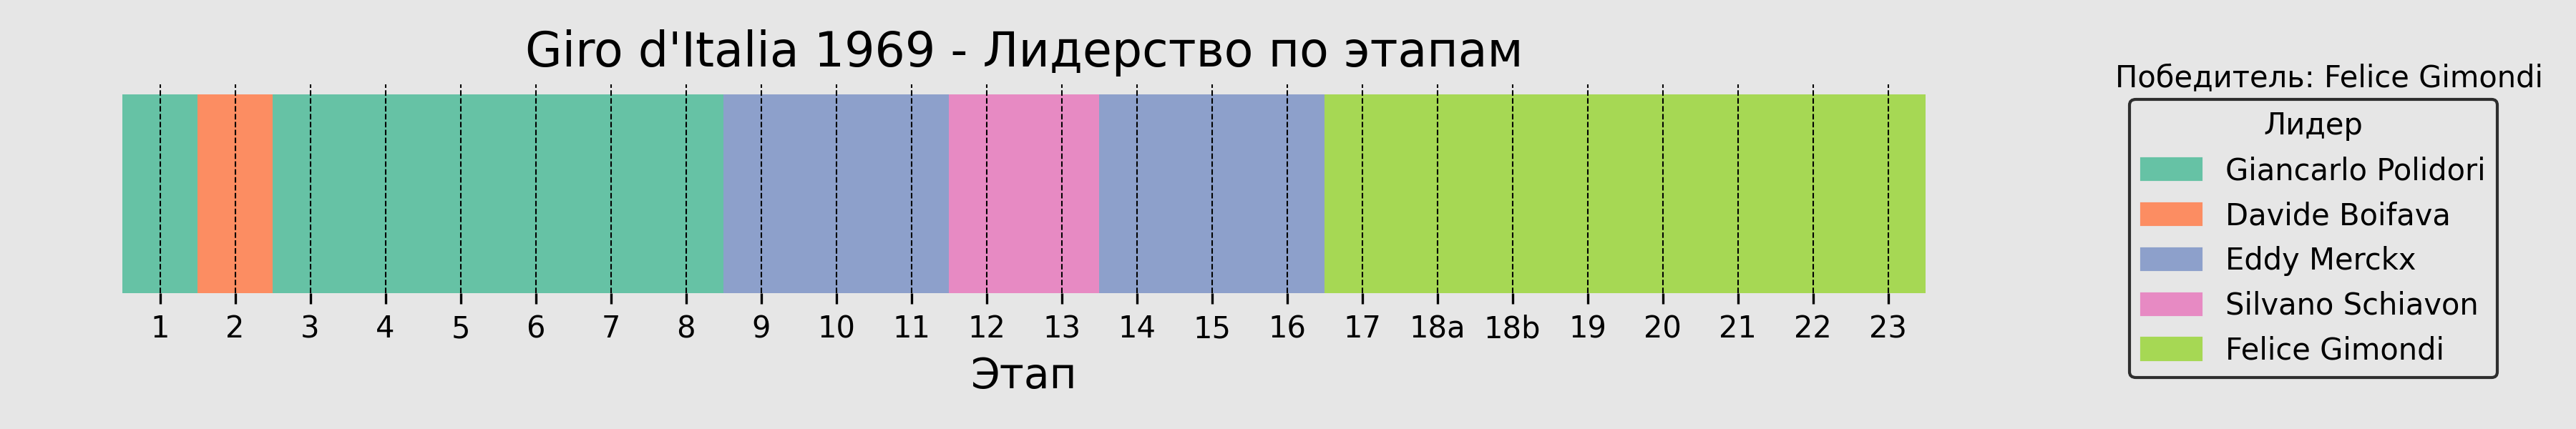 Giro d'Italia 1969 - Лидерство по этапам
1 2 3 4 5 6 7 8 9 10 11 12 13 14 15 16 17 18a 18b 19 20 21 22 23
Этап
Победитель: Felice Gimondi
Лидер
Giancarlo Polidori
Davide Boifava
Eddy Merckx
Silvano Schiavon
Felice Gimondi